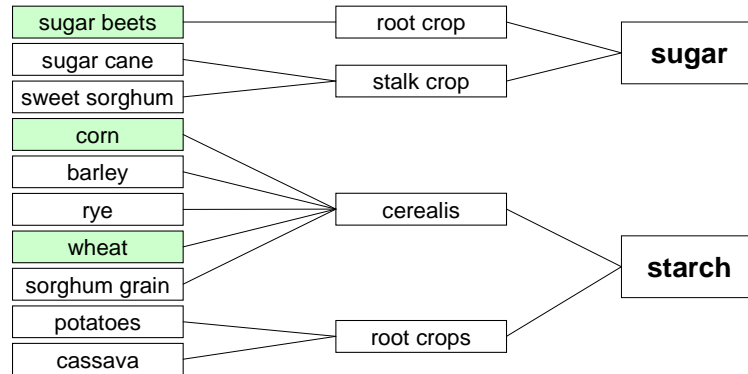 sugar beets
sugar cane
sweet sorghum
corn
barley
rye
wheat
sorghum grain
potatoes
cassava
root crop
stalk crop
cerealis
root crops
sugar
starch